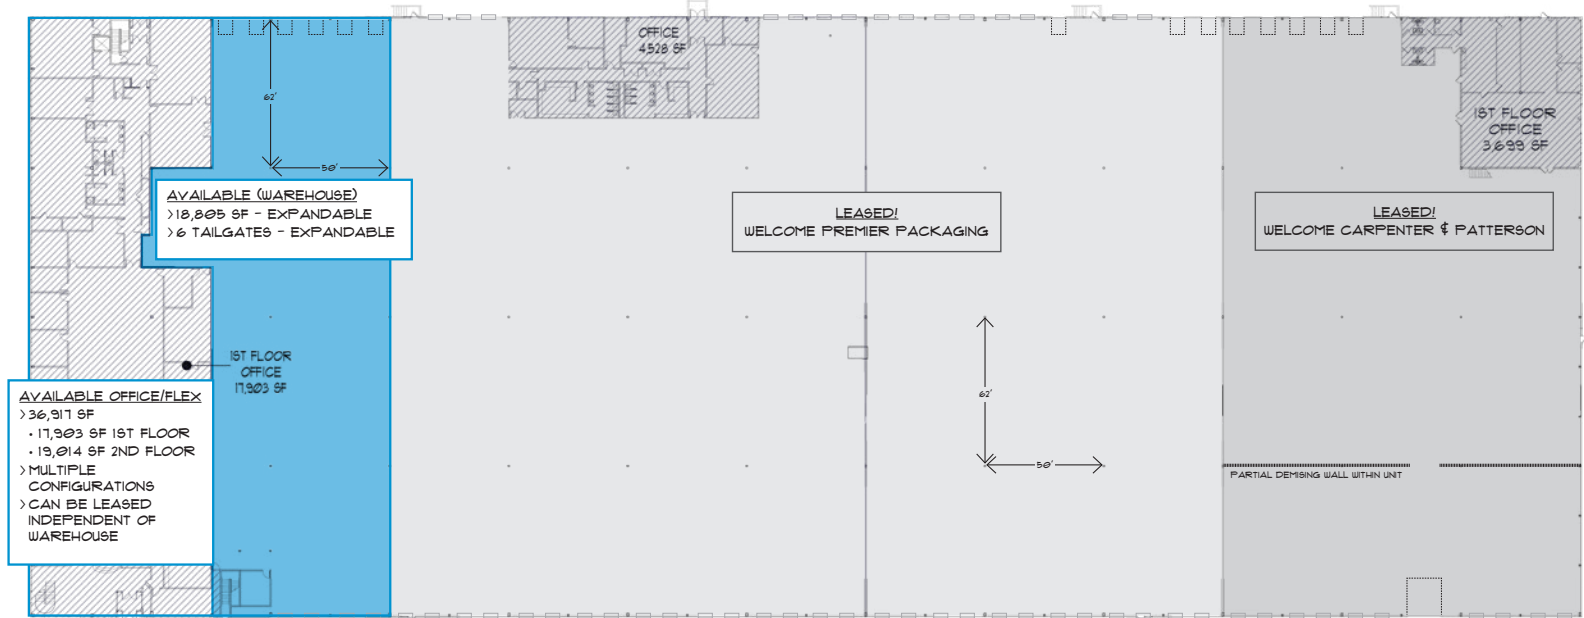 OFFICE
4,528 SF
62'
50'
1ST FLOOR
OFFICE
3,699 SF
AVAILABLE (WAREHOUSE)
>18,805 SF - EXPANDABLE
>6 TAILGATES - EXPANDABLE
LEASED!
WELCOME PREMIER PACKAGING
LEASED!
WELCOME CARPENTER & PATTERSON
1ST FLOOR
OFFICE
17,903 SF
AVAILABLE OFFICE/FLEX
>36,917 SF
• 17,903 SF 1ST FLOOR
• 19,014 SF 2ND FLOOR
>MULTIPLE
CONFIGURATIONS
>CAN BE LEASED
INDEPENDENT OF
WAREHOUSE
62'
50'
PARTIAL DEMISING WALL WITHIN UNIT